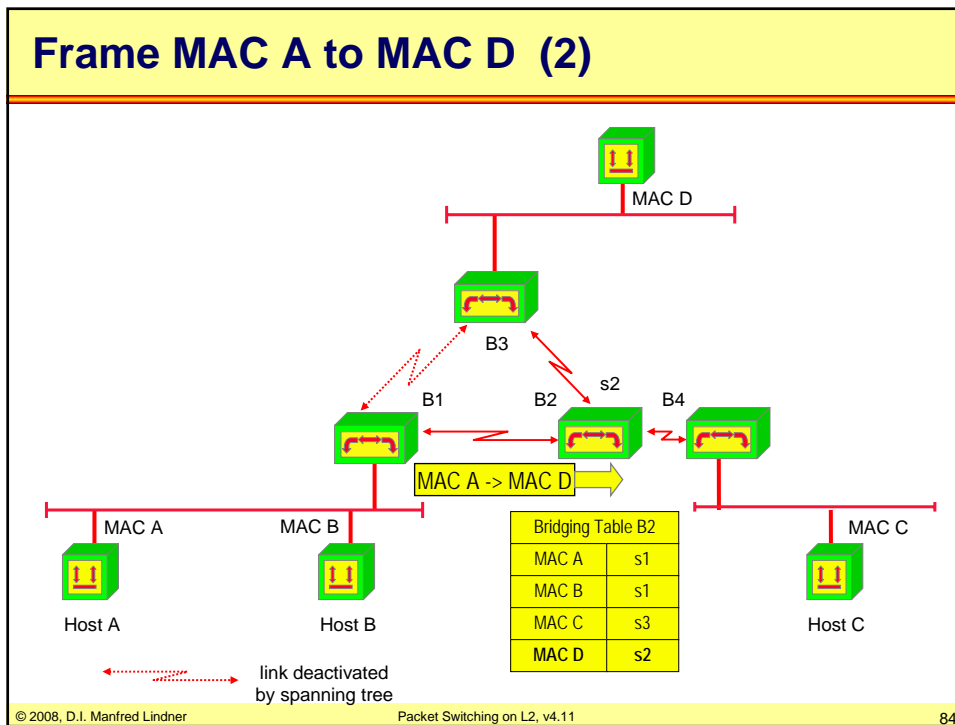 Frame MAC A to MAC D (2)
MAC D
B3
s2
B1
B2
B4
MAC A -> MAC D
MAC A
MAC B
MAC C
Bridging Table B2
MAC A s1
MAC B s1
MAC C s3
MAC D s2
Host A
Host B
Host C
link deactivated
by spanning tree
© 2008, D.I. Manfred Lindner
Packet Switching on L2, v4.11
84